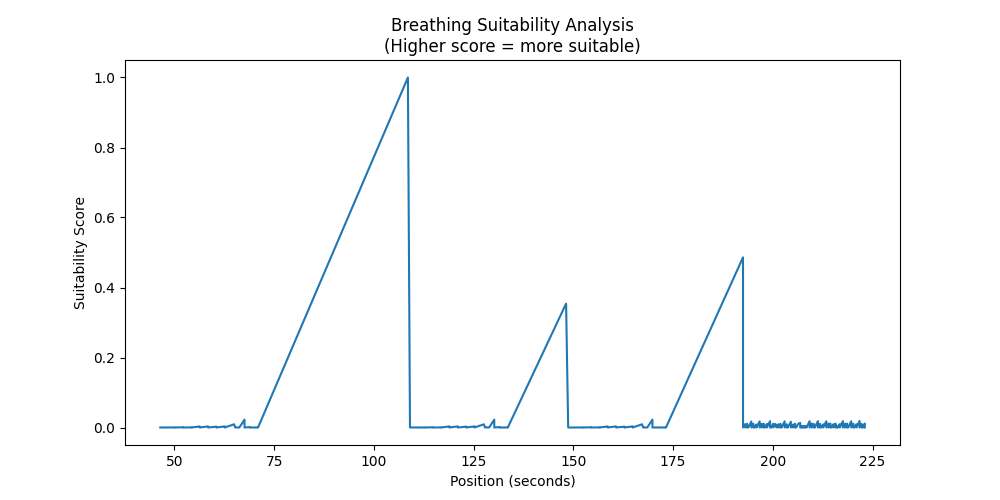 Breathing Suitability Analysis
(Higher score = more suitable)
Suitability Score
1.0
0.8
0.6
0.4
0.2
0.0
50 75 100 125 150 175 200 225
Position (seconds)